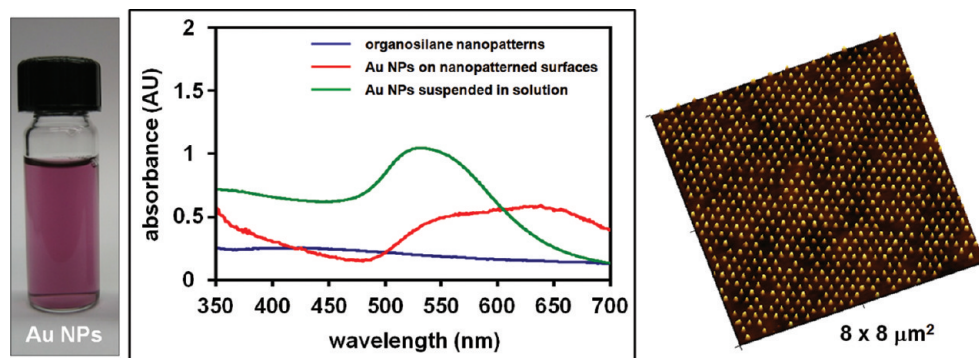 Au NPs
2
1.5
1
0.5
0
absorbance (AU)
organosilane nanopatterns
Au NPs on nanopatterned surfaces
Au NPs suspended in solution
350 400 450 500 550 600 650 700
wavelength (nm)
8 x 8 μm²